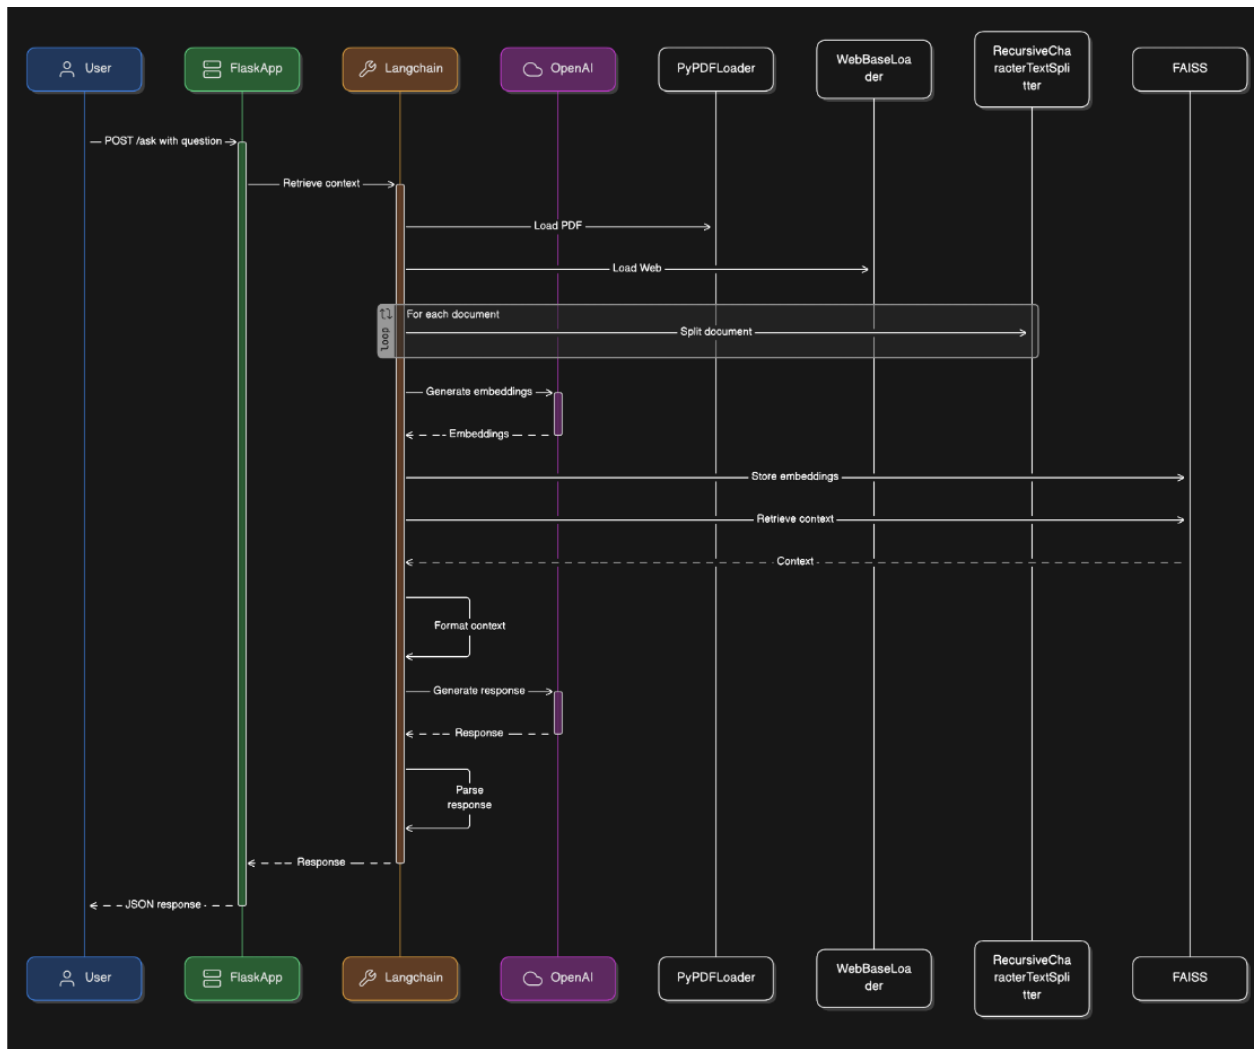 User
FlaskApp
Langchain
OpenAI
PyPDFLoader
WebBaseLoa
der
RecursiveCha
racterTextSpli
tter
FAISS
POST /ask with question
Retrieve context
Load PDF
Load Web
loop
For each document
Split document
Generate embeddings
Embeddings
Store embeddings
Retrieve context
Context
Format context
Generate response
Response
Parse
response
Response
JSON response
User
FlaskApp
Langchain
OpenAI
PyPDFLoader
WebBaseLoa
der
RecursiveCha
racterTextSpli
tter
FAISS